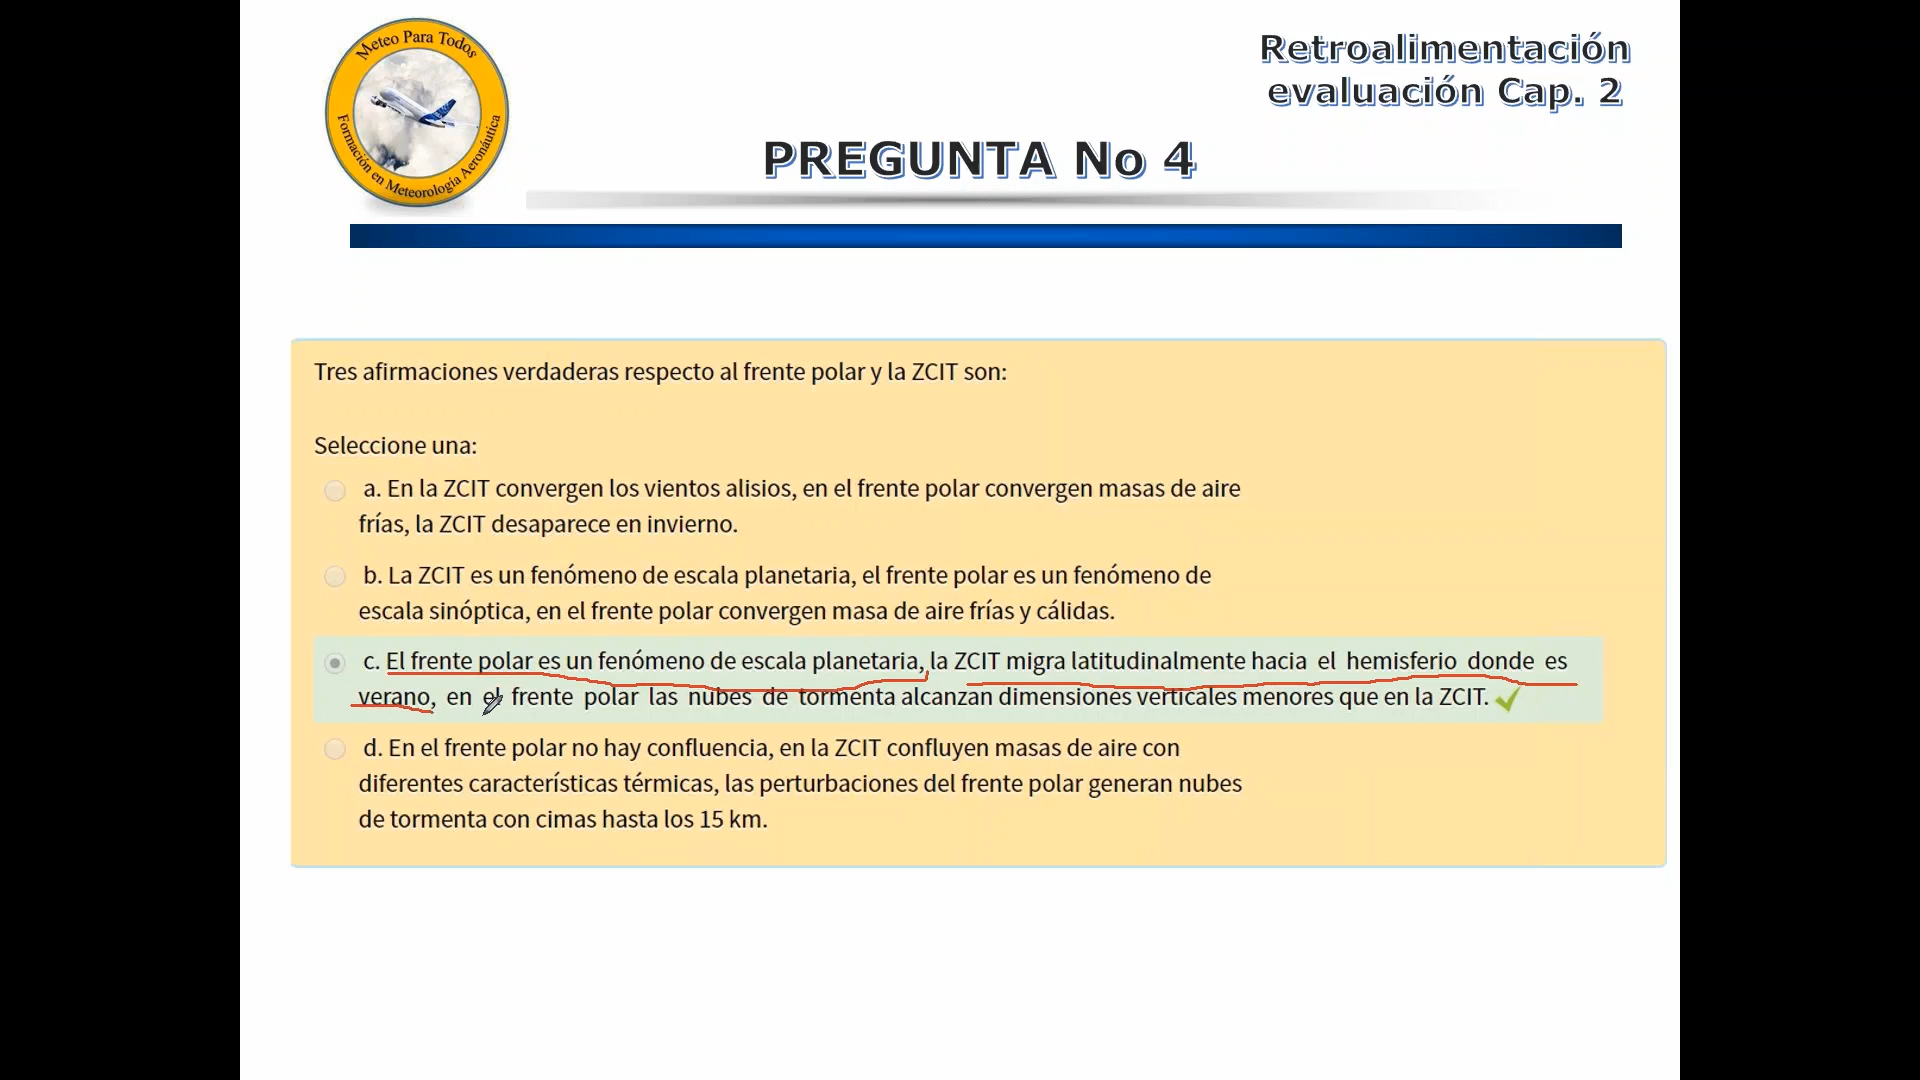 Meteo Para Todos
Formación en Meteorología Aeronáutica
Retroalimentación
evaluación Cap. 2
PREGUNTA No 4
Tres afirmaciones verdaderas respecto al frente polar y la ZCIT son:
Seleccione una:
a. En la ZCIT convergen los vientos alisios, en el frente polar convergen masas de aire
frías, la ZCIT desaparece en invierno.
b. La ZCIT es un fenómeno de escala planetaria, el frente polar es un fenómeno de
escala sinóptica, en el frente polar convergen masa de aire frías y cálidas.
c. El frente polar es un fenómeno de escala planetaria, la ZCIT migra latitudinalmente hacia el hemisferio donde es
verano, en el frente polar las nubes de tormenta alcanzan dimensiones verticales menores que en la ZCIT.
d. En el frente polar no hay confluencia, en la ZCIT confluyen masas de aire con
diferentes características térmicas, las perturbaciones del frente polar generan nubes
de tormenta con cimas hasta los 15 km.